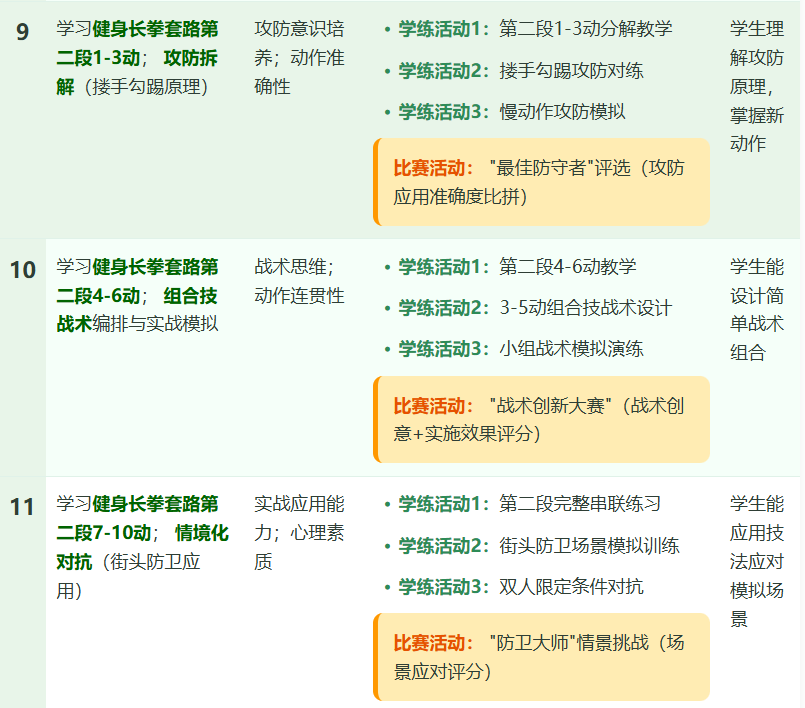 9
学习健身长拳套路第
二段1-3动； 攻防拆
解（搂手勾踢原理）
攻防意识培
养；动作准
确性
• 学练活动1： 第二段1-3动分解教学
• 学练活动2： 搂手勾踢攻防对练
• 学练活动3： 慢动作攻防模拟
比赛活动： "最佳防守者"评选（攻防
应用准确度比拼）
学生理
解攻防
原理，
掌握新
动作
10
学习健身长拳套路第
二段4-6动； 组合技
战术编排与实战模拟
战术思维；
动作连贯性
• 学练活动1： 第二段4-6动教学
• 学练活动2： 3-5动组合技战术设计
• 学练活动3： 小组战术模拟演练
比赛活动： "战术创新大赛"（战术创
意+实施效果评分）
学生能
设计简
单战术
组合
11
学习健身长拳套路第
二段7-10动； 情境化
对抗（街头防卫应
用）
实战应用能
力；心理素
质
• 学练活动1： 第二段完整串联练习
• 学练活动2： 街头防卫场景模拟训练
• 学练活动3： 双人限定条件对抗
比赛活动： "防卫大师"情景挑战（场
景应对评分）
学生能
应用技
法应对
模拟场
景